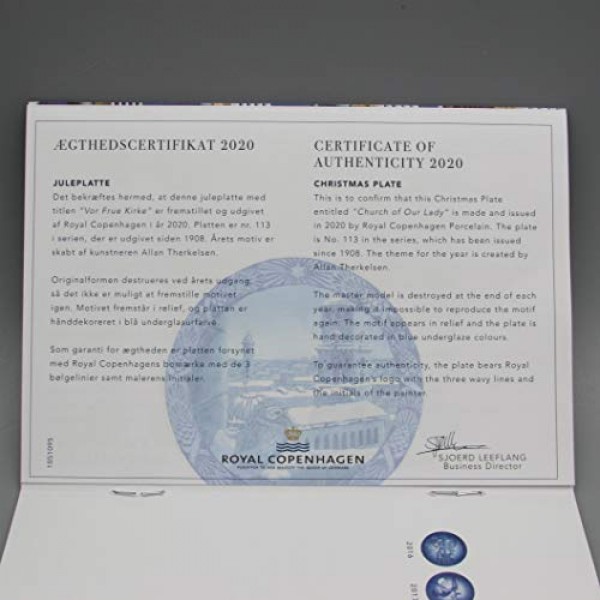 ÆGTHEDSCERTIFIKAT 2020
JULEPLATTE
Det bekræftes hermed, at denne juleplatte med
titlen "Vor Frue Kirke" er fremstillet og udgivet
af Royal Copenhagen i år 2020. Platten er nr. 113
i serien, der er udgivet siden 1908. Årets motiv er
skabt af kunstneren Allan Therkelsen.
Originalformen destrueres ved årets udgang,
så det ikke er muligt at fremstille motivet
igen. Motivet fremstår i relief, og platten er
hånddekoreret i blå underglasurfarve.
Som garanti for ægtheden er platten forsynet
med Royal Copenhagens bomærke med de 3
bølgelinier samt malerens initialer.
CERTIFICATE OF
AUTHENTICITY 2020
CHRISTMAS PLATE
This is to confirm that this Christmas Plate
entitled "Church of Our Lady" is made and issued
in 2020 by Royal Copenhagen Porcelain. The plate
is No. 113 in the series, which has been issued
since 1908. The theme for the year is created by
Allan Therkelsen.
The master model is destroyed at the end of each
year, making it impossible to reproduce the motif
again. The motif appears in relief and the plate is
hand decorated in blue underglaze colours.
To guarantee authenticity, the plate bears Royal
Copenhagen's logo with the three wavy lines and
the initials of the painter.
SJOERD LEEFLANG
Business Director
ROYAL COPENHAGEN
PURVEYOR TO HER MAJESTY THE QUEEN OF DENMARK
1051095
2016